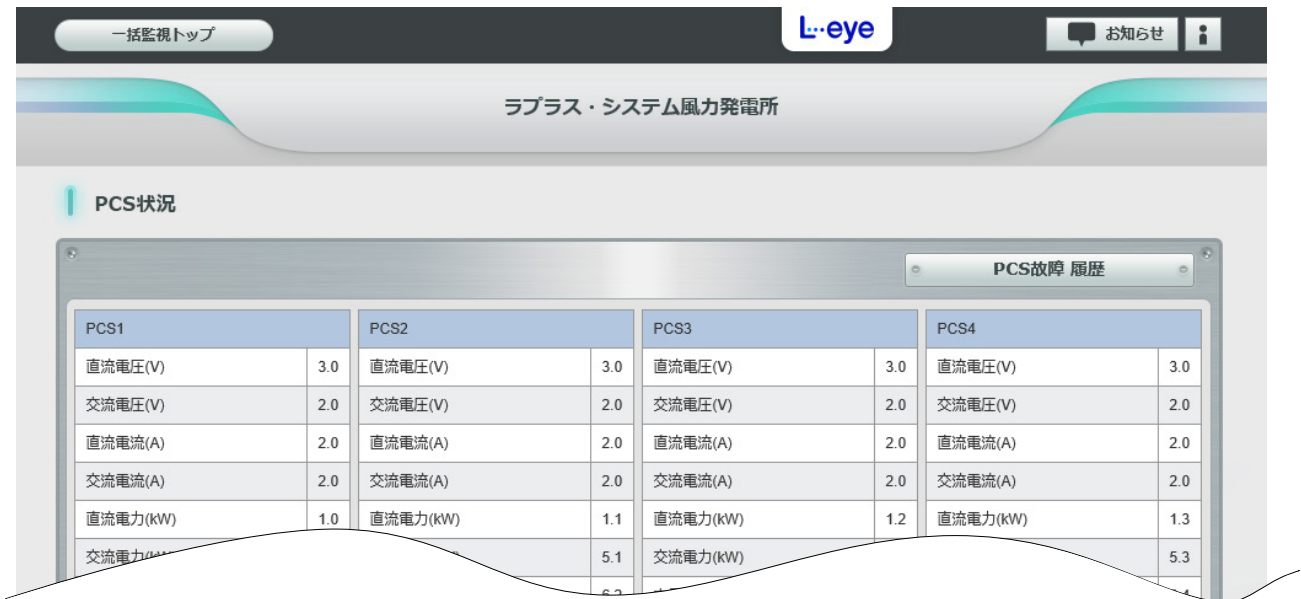 一括監視トップ
L・eye
お知らせ
ラプラス・システム風力発電所
PCS状況
PCS故障 履歴
PCS1 PCS2 PCS3 PCS4
直流電圧(V) 3.0 直流電圧(V) 3.0 直流電圧(V) 3.0 直流電圧(V) 3.0
交流電圧(V) 2.0 交流電圧(V) 2.0 交流電圧(V) 2.0 交流電圧(V) 2.0
直流電流(A) 2.0 直流電流(A) 2.0 直流電流(A) 2.0 直流電流(A) 2.0
交流電流(A) 2.0 交流電流(A) 2.0 交流電流(A) 2.0 交流電流(A) 2.0
直流電力(kW) 1.0 直流電力(kW) 1.1 直流電力(kW) 1.2 直流電力(kW) 1.3
交流電力 5.1 交流電力(kW) 5.3